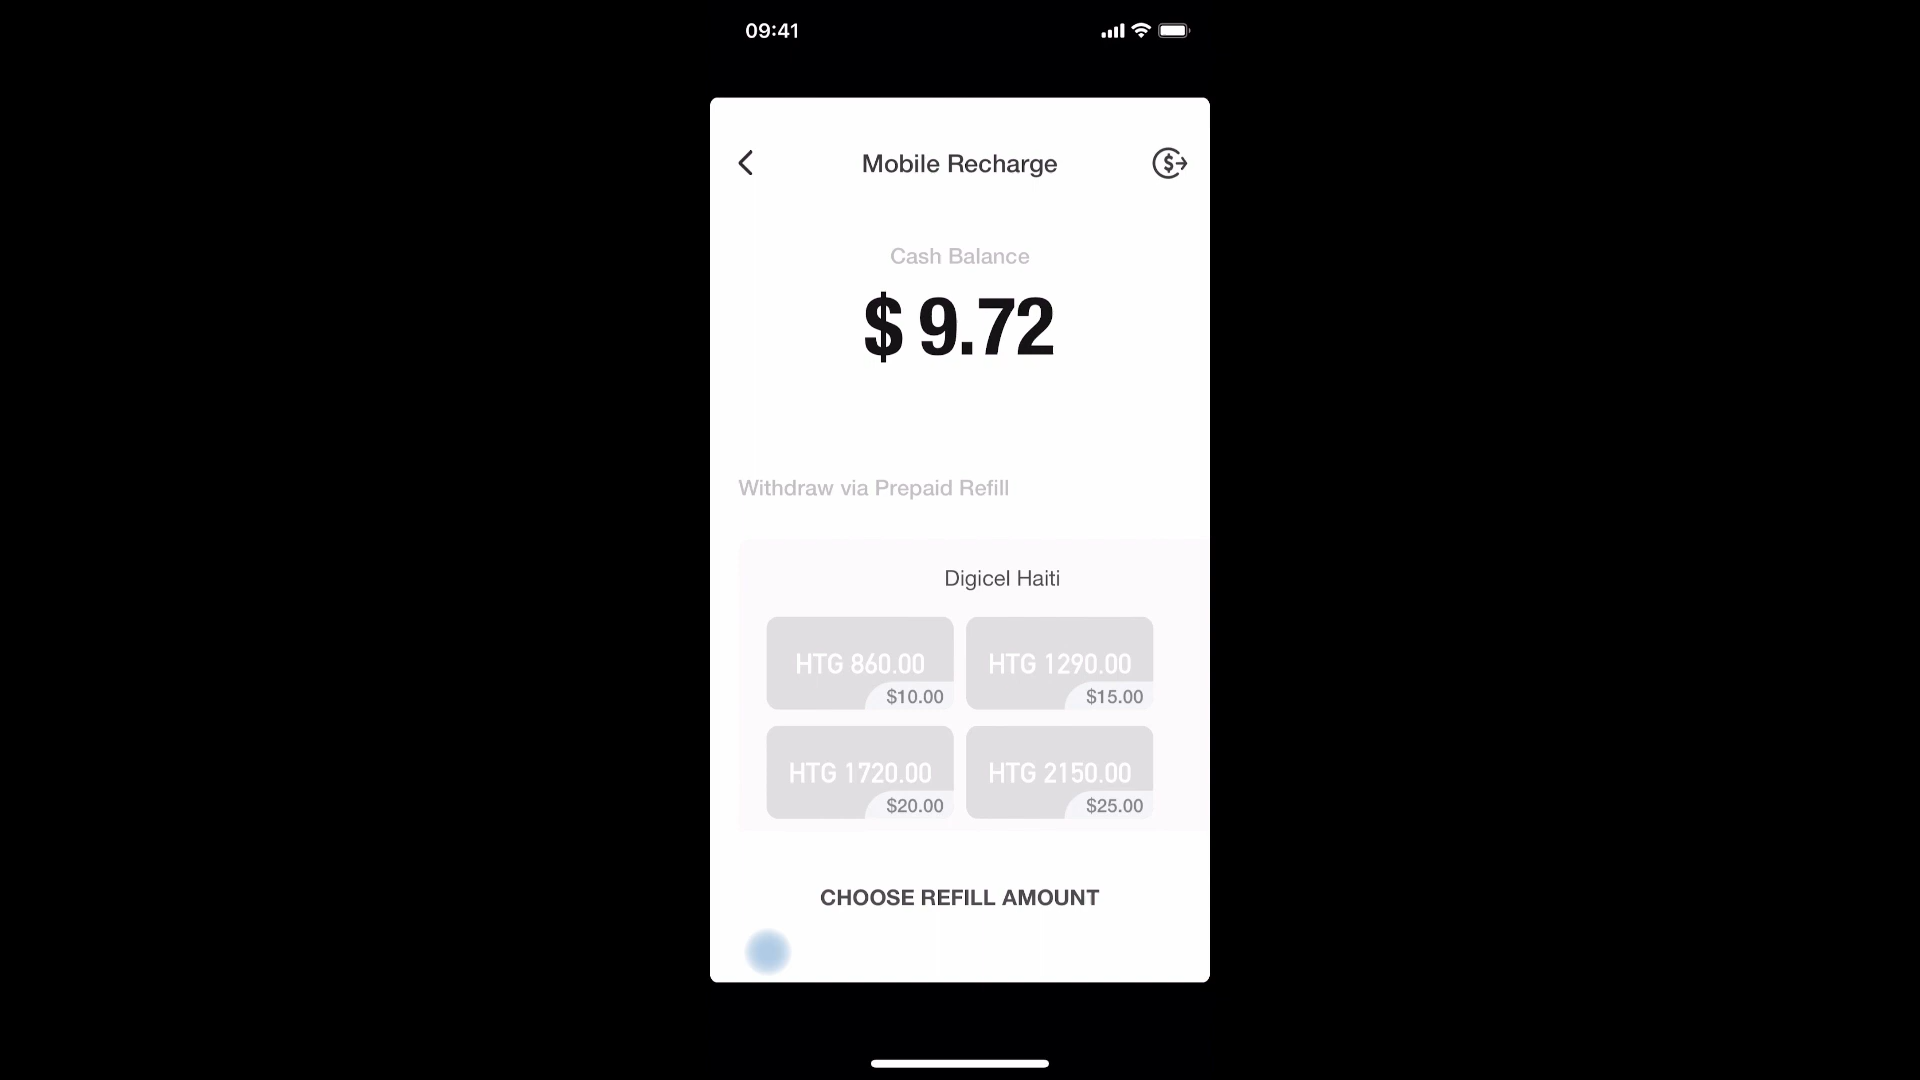 09:41
Mobile Recharge
Cash Balance
$ 9.72
Withdraw via Prepaid Refill
Digicel Haiti
HTG 860.00
$10.00
HTG 1290.00
$15.00
HTG 1720.00
$20.00
HTG 2150.00
$25.00
CHOOSE REFILL AMOUNT